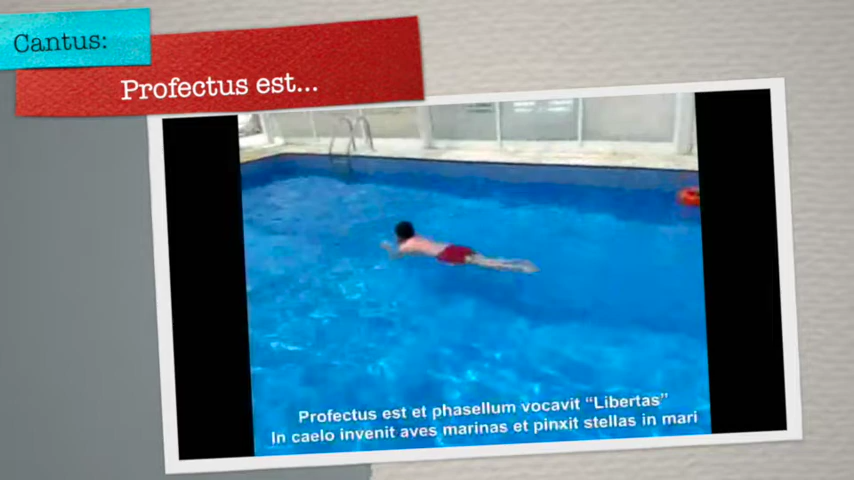 Cantus:
Profectus est...
Profectus est et phasellum vocavit “Libertas”
In caelo invenit aves marinas et pinxit stellas in mari